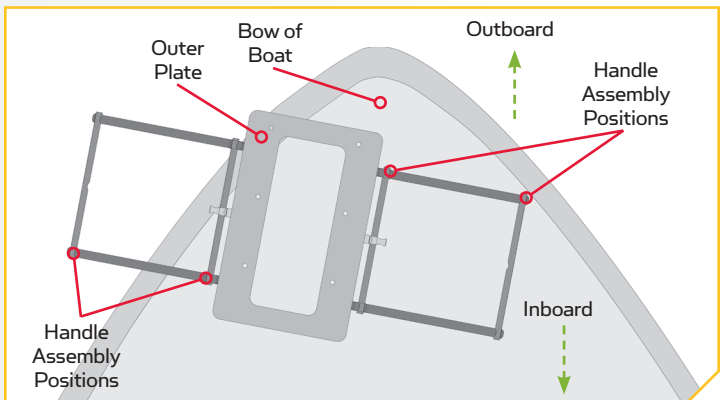 Outer
Plate
Bow of
Boat
Outboard
Handle
Assembly
Positions
Inboard
Handle
Assembly
Positions